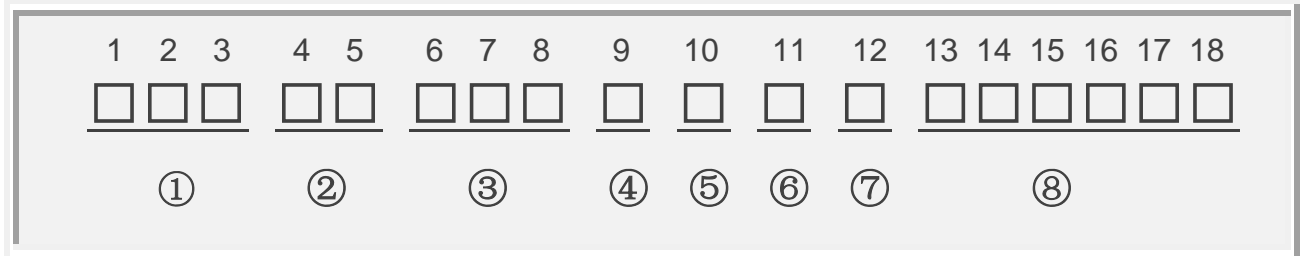 1 2 3 4 5 6 7 8 9 10 11 12 13 14 15 16 17 18
□□□ □□ □□□ □ □ □ □ □□□□□□
① ② ③ ④ ⑤ ⑥ ⑦ ⑧